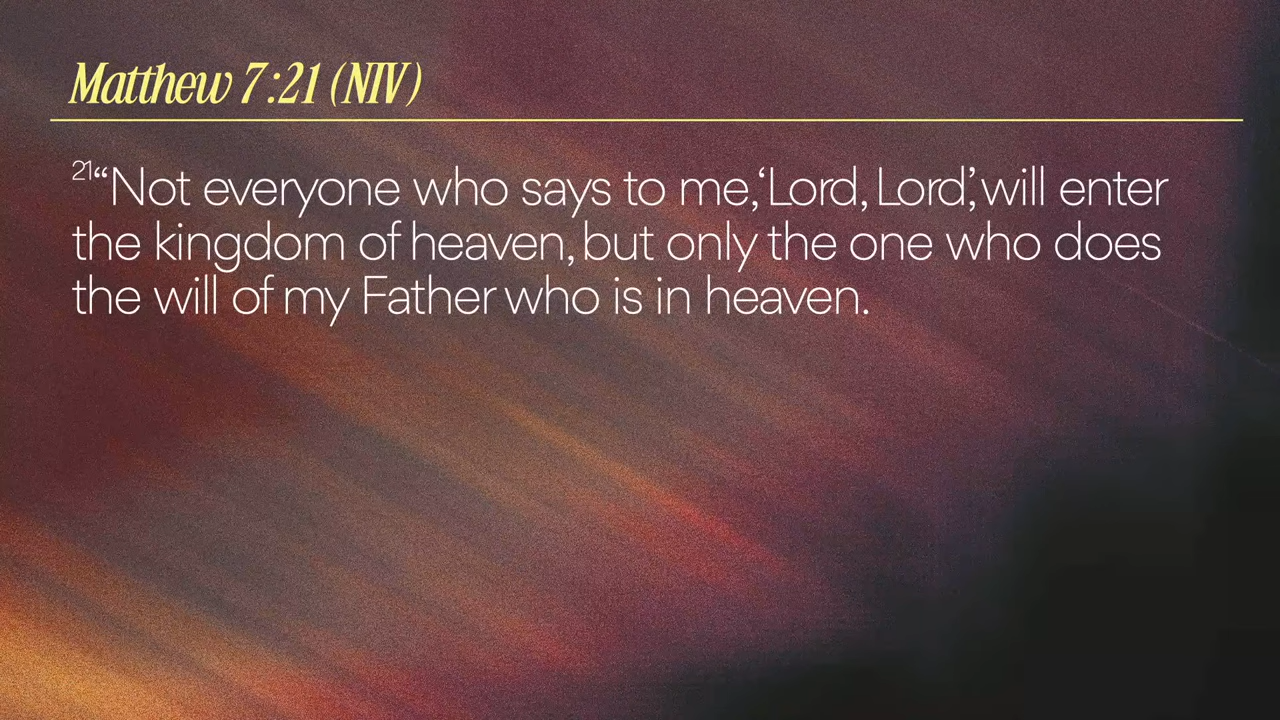 Matthew 7:21 (NIV)
21“Not everyone who says to me,‘Lord, Lord,’ will enter
the kingdom of heaven, but only the one who does
the will of my Father who is in heaven.